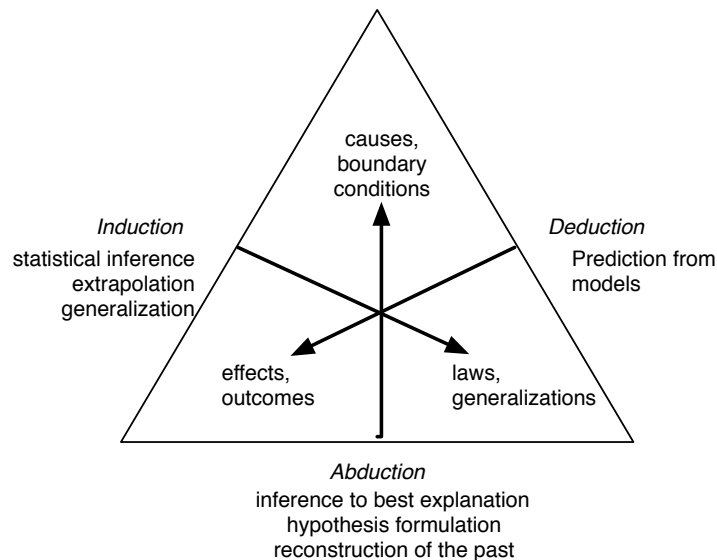 causes,
boundary
conditions
Induction
statistical inference
extrapolation
generalization
Deduction
Prediction from
models
effects,
outcomes
laws,
generalizations
Abduction
inference to best explanation
hypothesis formulation
reconstruction of the past